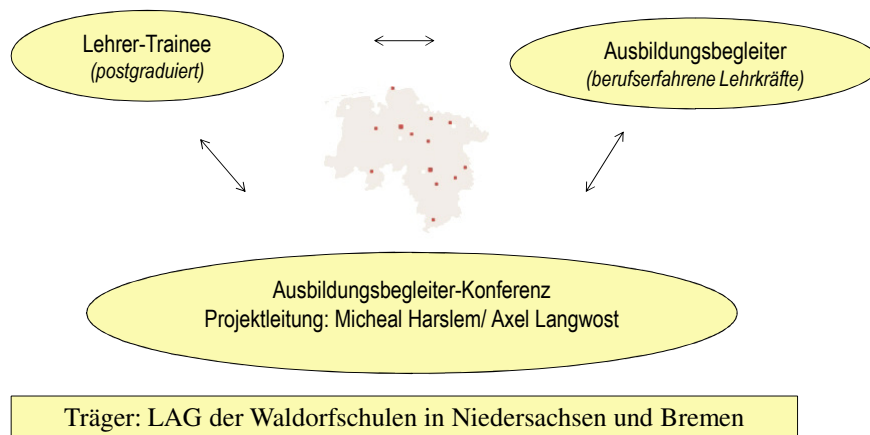 Lehrer-Trainee
(postgraduiert)
Ausbildungsbegleiter
(berufserfahrene Lehrkräfte)
Ausbildungsbegleiter-Konferenz
Projektleitung: Micheal Harslem/ Axel Langwost
Träger: LAG der Waldorfschulen in Niedersachsen und Bremen